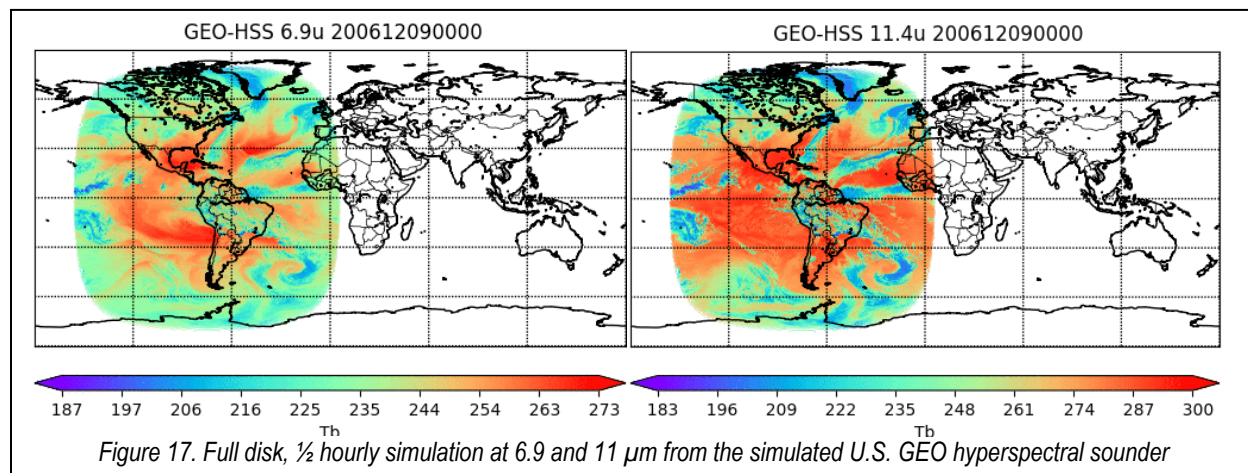 GEO-HSS 6.9u 200612090000
GEO-HSS 11.4u 200612090000
187 197 206 216 225 235 244 254 263 273
183 196 209 222 235 248 261 274 287 300
Tb
Tb
Figure 17. Full disk, ½ hourly simulation at 6.9 and 11 µm from the simulated U.S. GEO hyperspectral sounder